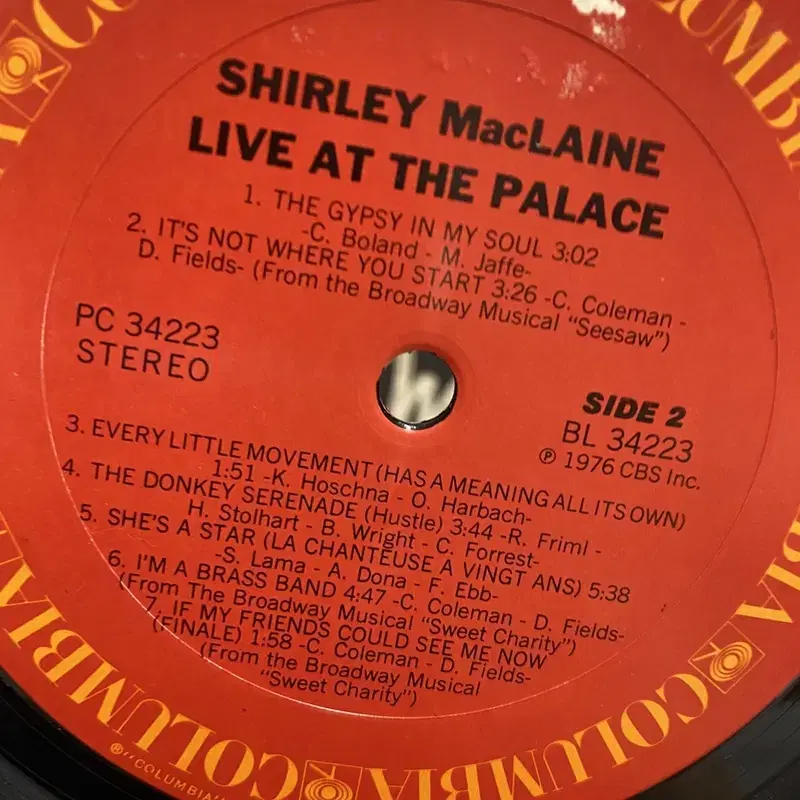 SHIRLEY MacLAINE
LIVE AT THE PALACE
1. THE GYPSY IN MY SOUL 3:02
-C. Boland - M. Jaffe-
2. IT'S NOT WHERE YOU START 3:26 -C. Coleman -
D. Fields- (From the Broadway Musical "Seesaw")
PC 34223
STEREO
SIDE 2
BL 34223
℗ 1976 CBS Inc.
3. EVERY LITTLE MOVEMENT (HAS A MEANING ALL ITS OWN)
1:51 -K. Hoschna - O. Harbach-
4. THE DONKEY SERENADE (Hustle) 3:44 -R. Friml -
H. Stolhart - B. Wright - C. Forrest-
5. SHE'S A STAR (LA CHANTEUSE A VINGT ANS) 5:38
-S. Lama - A. Dona - F. Ebb-
6. I'M A BRASS BAND 4:47 -C. Coleman - D. Fields-
(From The Broadway Musical "Sweet Charity")
7. IF MY FRIENDS COULD SEE ME NOW
(FINALE) 1:58 -C. Coleman - D. Fields-
(From the Broadway Musical
"Sweet Charity")
COLUMBIA
COLUMBIA
COLUMBIA
COLUMBIA
®"COLUMBIA"